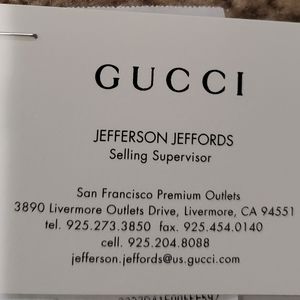 GUCCI
JEFFERSON JEFFORDS
Selling Supervisor
San Francisco Premium Outlets
3890 Livermore Outlets Drive, Livermore, CA 94551
tel. 925.273.3850 fax. 925.454.0140
cell. 925.204.8088
jefferson.jeffords@us.gucci.com